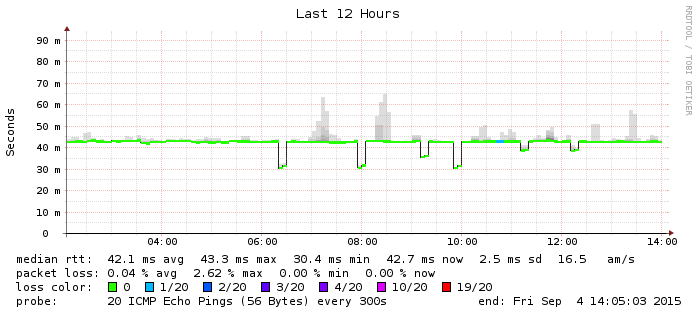 Last 12 Hours
RRDTOOL / TOBI OETIKER
Seconds
90 m
80 m
70 m
60 m
50 m
40 m
30 m
20 m
10 m
0
04:00 06:00 08:00 10:00 12:00 14:00
median rtt: 42.1 ms avg 43.3 ms max 30.4 ms min 42.7 ms now 2.5 ms sd 16.5 am/s
packet loss: 0.04 % avg 2.62 % max 0.00 % min 0.00 % now
loss color: 0 1/20 2/20 3/20 4/20 10/20 19/20
probe: 20 ICMP Echo Pings (56 Bytes) every 300s end: Fri Sep 4 14:05:03 2015